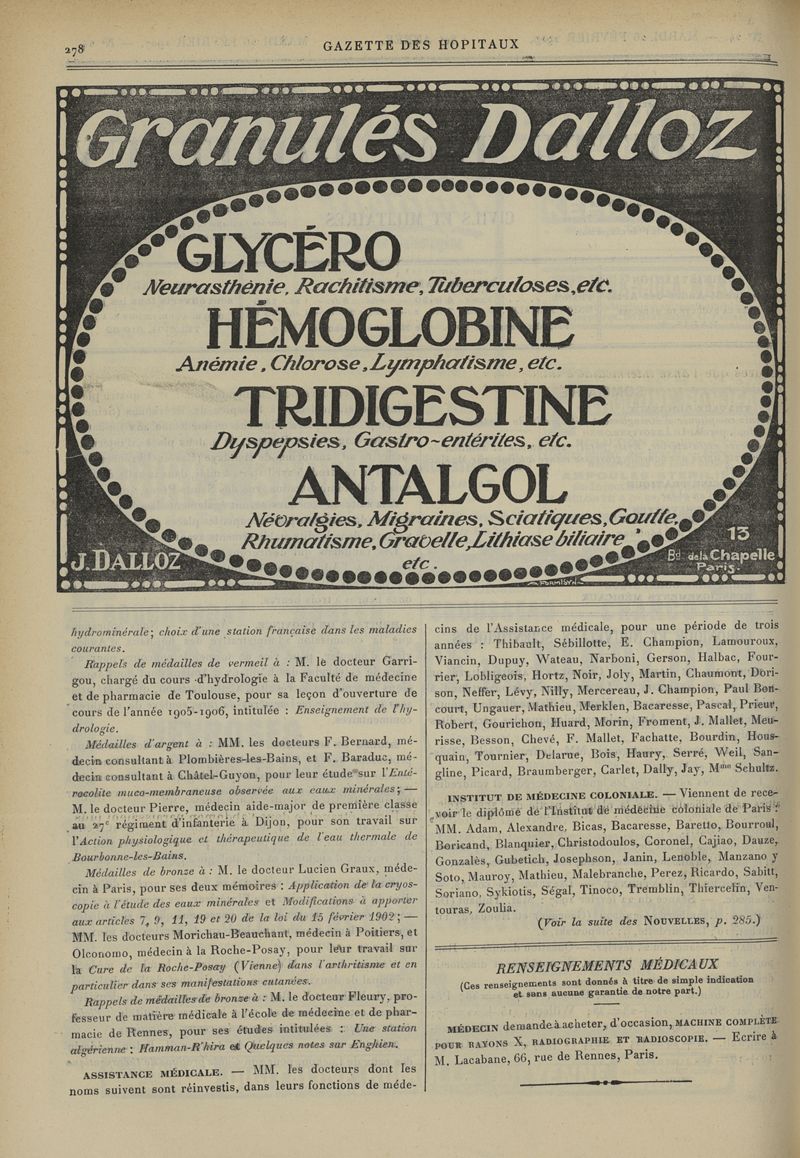 278
GAZETTE DES HOPITAUX
Granulés Dalloz
GLYCÉRO
Neurasthénie, Rachitisme, Tuberculoses, etc.
HÉMOGLOBINE
Anémie, Chlorose, Lymphatisme, etc.
TRIDIGESTINE
Dyspepsies, Gastro-entérites, etc.
ANTALGOL
Névralgies, Migraines, Sciatiques, Goutte,
Rhumatisme, Gravelle, Lithiase biliaire
etc.
J. DALLOZ
13
Bd de la Chapelle
Paris.
hydrominérale; choix d'une station française dans les maladies
courantes.
Rappels de médailles de vermeil à : M. le docteur Garri-
gou, chargé du cours d'hydrologie à la Faculté de médecine
et de pharmacie de Toulouse, pour sa leçon d'ouverture de
cours de l'année 1905-1906, intitulée : Enseignement de l'hy-
drologie.
Médailles d'argent à : MM. les docteurs F. Bernard, mé-
decin consultant à Plombières-les-Bains, et F. Baraduc, mé-
decin consultant à Châtel-Guyon, pour leur étude sur l'Enté-
rocolite muco-membraneuse observée aux eaux minérales; —
M. le docteur Pierre, médecin aide-major de première classe
au 27e régiment d'infanterie à Dijon, pour son travail sur
l'Action physiologique et thérapeutique de l'eau thermale de
Bourbonne-les-Bains.
Médailles de bronze à : M. le docteur Lucien Graux, méde-
cin à Paris, pour ses deux mémoires : Application de la cryos-
copie à l'étude des eaux minérales et Modifications à apporter
aux articles 7, 9, 11, 19 et 20 de la loi du 15 février 1902; —
MM. les docteurs Morichau-Beauchant, médecin à Poitiers, et
Olconomo, médecin à la Roche-Posay, pour leur travail sur
la Cure de la Roche-Posay (Vienne) dans l'arthritisme et en
particulier dans ses manifestations cutanées.
Rappels de médailles de bronze à : M. le docteur Fleury, pro-
fesseur de matière médicale à l'école de médecine et de phar-
macie de Rennes, pour ses études intitulées : Une station
algérienne : Hamman-R'hira et Quelques notes sur Enghien.
ASSISTANCE MÉDICALE. — MM. les docteurs dont les
noms suivent sont réinvestis, dans leurs fonctions de méde-
cins de l'Assistance médicale, pour une période de trois
années : Thibault, Sébillotte, E. Champion, Lamouroux,
Viancin, Dupuy, Wateau, Narboni, Gerson, Halbac, Four-
rier, Lobligeois, Hortz, Noir, Joly, Martin, Chaumont, Dori-
son, Neffer, Lévy, Nilly, Mercereau, J. Champion, Paul Bon-
court, Ungauer, Mathieu, Merklen, Bacaresse, Pascal, Prieur,
Robert, Gourichon, Huard, Morin, Froment, J. Mallet, Meu-
risse, Besson, Chevé, F. Mallet, Fachatte, Bourdin, Hous-
quain, Tournier, Delarue, Bois, Haury, Serré, Weil, San-
gline, Picard, Braumberger, Carlet, Dally, Jay, Mme Schultz.
INSTITUT DE MÉDECINE COLONIALE. — Viennent de rece-
voir le diplôme de l'Institut de médecine coloniale de Paris :
MM. Adam, Alexandre, Bicas, Bacaresse, Baretto, Bourroul,
Boricand, Blanquier, Christodoulos, Coronel, Cajiao, Dauze,
Gonzalès, Gubetich, Josephson, Janin, Lenoble, Manzano y
Soto, Mauroy, Mathieu, Malebranche, Perez, Ricardo, Sabitt,
Soriano, Sykiotis, Ségal, Tinoco, Tremblin, Thiercelin, Ven-
touras, Zoulia.
(Voir la suite des NOUVELLES, p. 285.)
RENSEIGNEMENTS MÉDICAUX
(Ces renseignements sont donnés à titre de simple indication
et sans aucune garantie de notre part.)
MÉDECIN demande à acheter, d'occasion, MACHINE COMPLÈTE
POUR RAYONS X, RADIOGRAPHIE ET RADIOSCOPIE. — Ecrire à
M. Lacabane, 66, rue de Rennes, Paris.